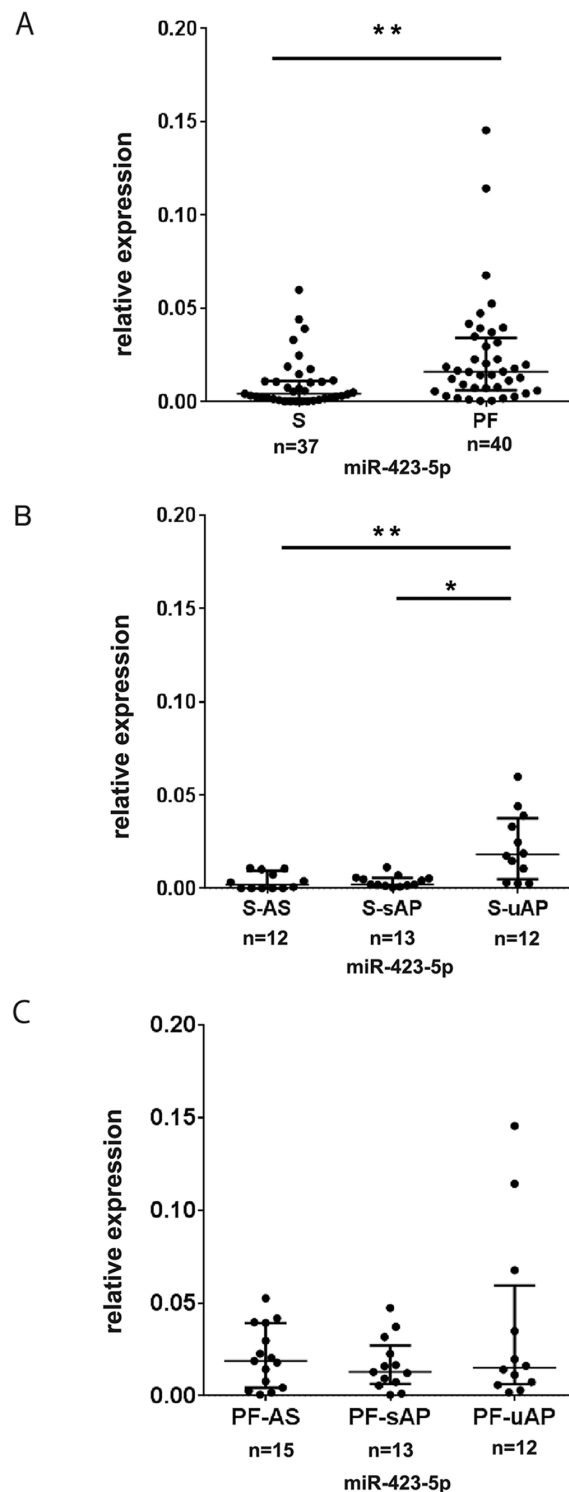 A
0.20
**
0.15
0.10
0.05
0.00
relative expression
S PF
n=37 n=40
miR-423-5p
B
0.20
**
*
0.15
0.10
0.05
0.00
relative expression
S-AS S-sAP S-uAP
n=12 n=13 n=12
miR-423-5p
C
0.20
0.15
0.10
0.05
0.00
relative expression
PF-AS PF-sAP PF-uAP
n=15 n=13 n=12
miR-423-5p